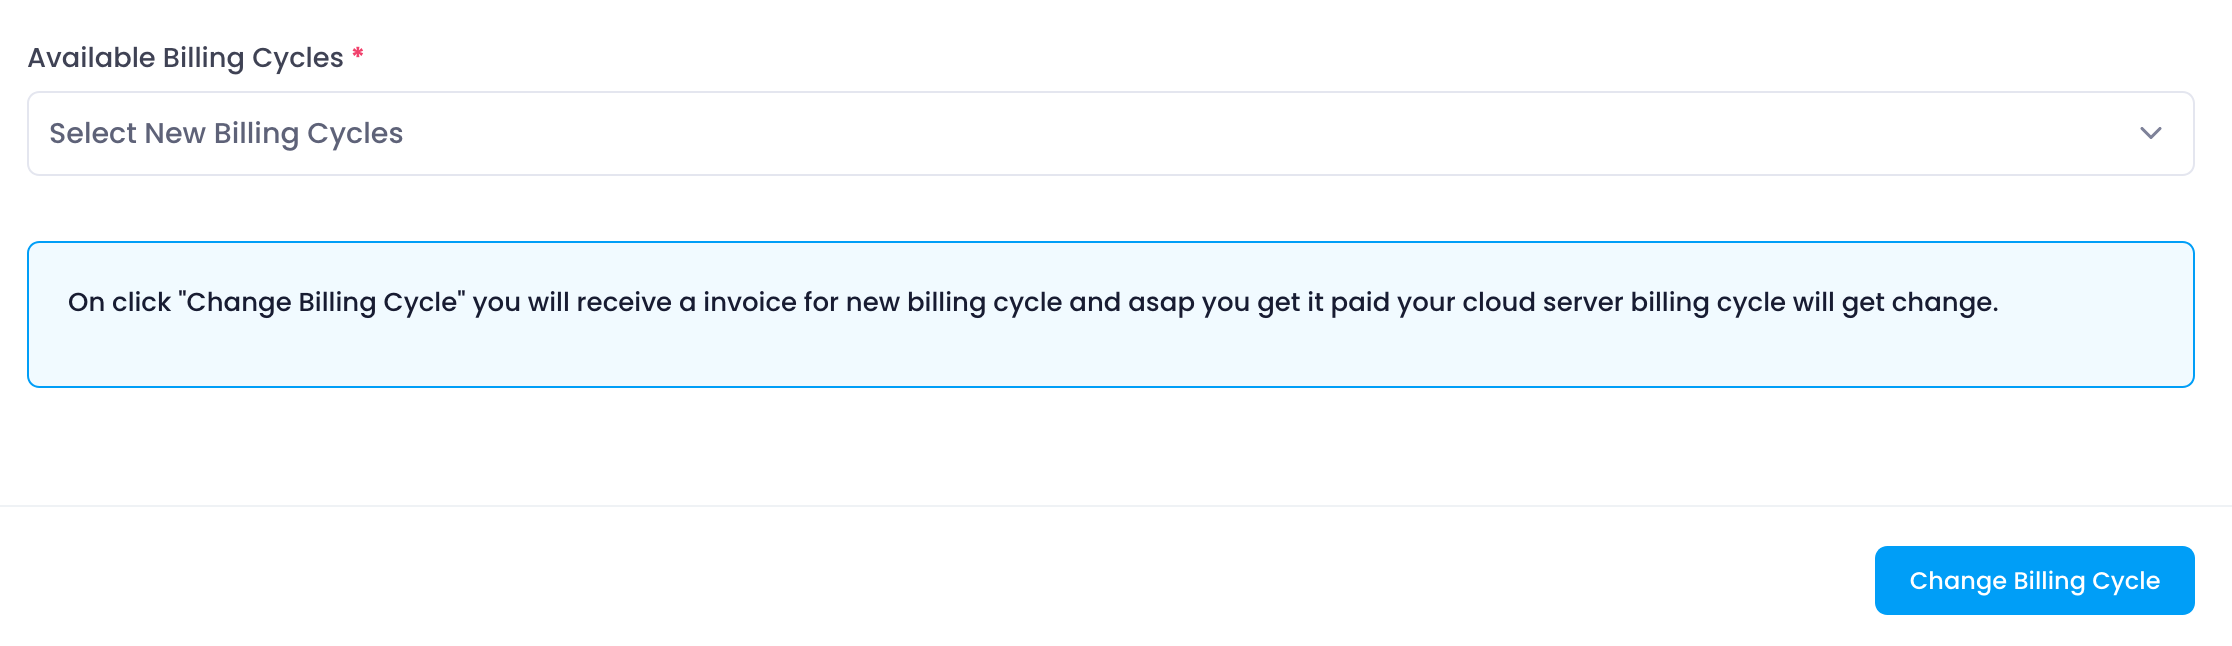 Available Billing Cycles *
Select New Billing Cycles
On click "Change Billing Cycle" you will receive a invoice for new billing cycle and asap you get it paid your cloud server billing cycle will get change.
Change Billing Cycle